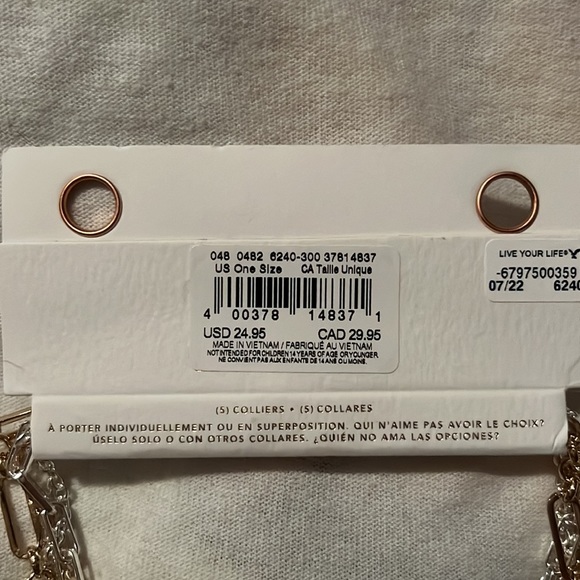 048 0482 6240-300 37814837
US One Size CA Taille Unique
4 00378 14837 1
USD 24.95 CAD 29.95
MADE IN VIETNAM / FABRIQUÉ AU VIETNAM
NOT INTENDED FOR CHILDREN 14 YEARS OF AGE OR YOUNGER
NE CONVIENT PAS AUX ENFANTS DE 14 ANS OU MOINS.
LIVE YOUR LIFE®
-6797500359
07/22 6240
(5) COLLIERS • (5) COLLARES
À PORTER INDIVIDUELLEMENT OU EN SUPERPOSITION. QUI N'AIME PAS AVOIR LE CHOIX?
ÚSELO SOLO O CON OTROS COLLARES. ¿QUIÉN NO AMA LAS OPCIONES?